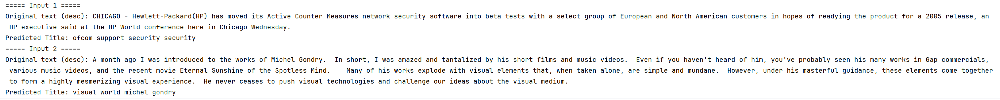 ===== Input 1 =====
Original text (desc): CHICAGO - Hewlett-Packard(HP) has moved its Active Counter Measures network security software into beta tests with a select group of European and North American customers in hopes of readying the product for a 2005 release, an
HP executive said at the HP World conference here in Chicago Wednesday.
Predicted Title: ofcom support security security
===== Input 2 =====
Original text (desc): A month ago I was introduced to the works of Michel Gondry.  In short, I was amazed and tantalized by his short films and music videos.  Even if you haven't heard of him, you've probably seen his many works in Gap commercials,
various music videos, and the recent movie Eternal Sunshine of the Spotless Mind.    Many of his works explode with visual elements that, when taken alone, are simple and mundane.  However, under his masterful guidance, these elements come together
to form a highly mesmerizing visual experience.  He never ceases to push visual technologies and challenge our ideas about the visual medium.
Predicted Title: visual world michel gondry